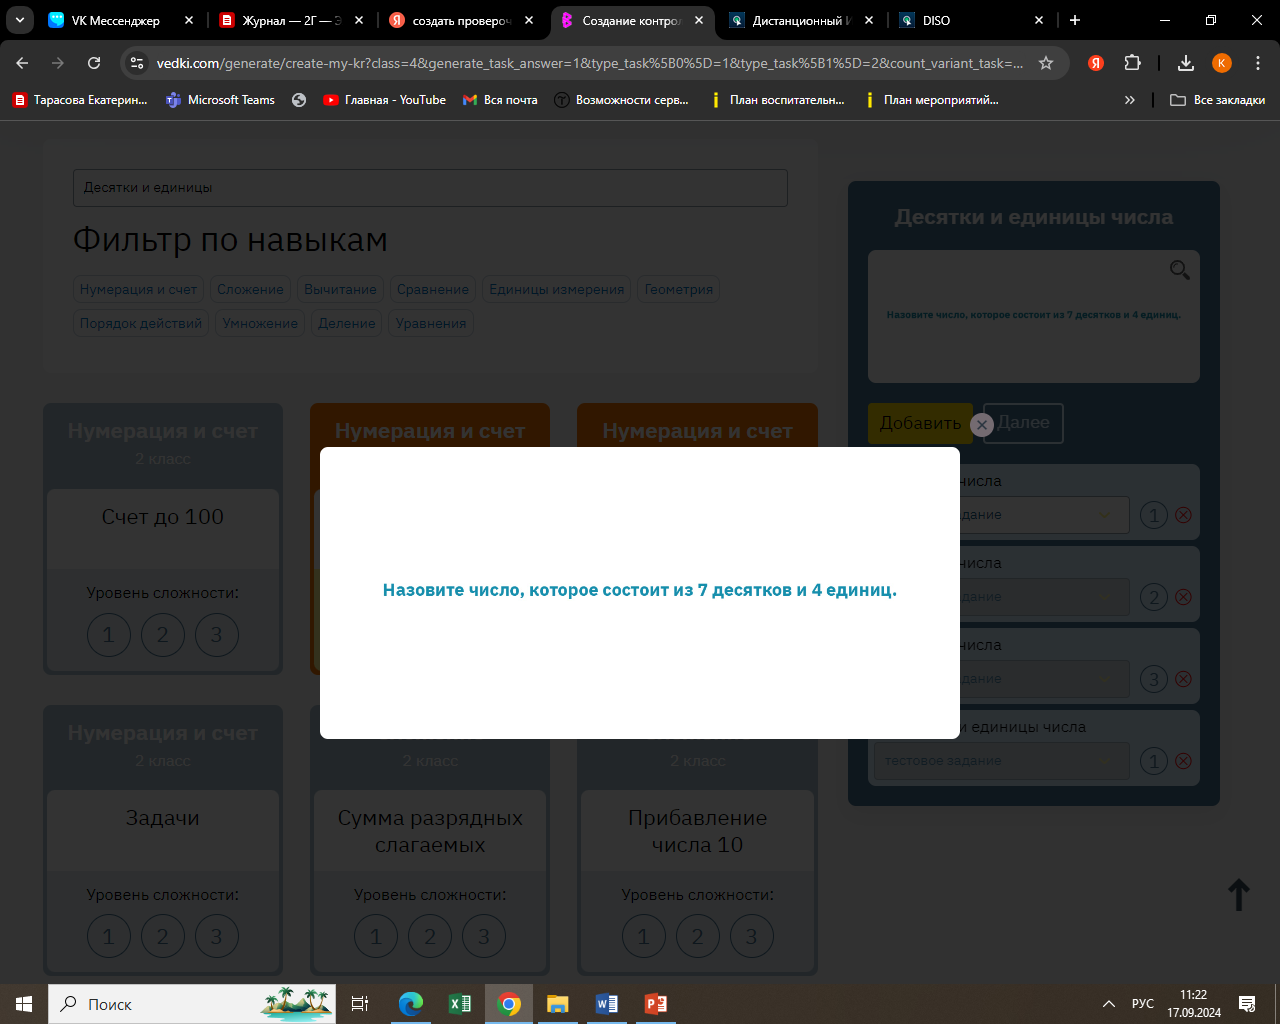 VK Мессенджер
Журнал — 2Г — Э
создать провероч
Создание контро
Дистанционный
DISO
vedki.com/generate/create-my-kr?class=4&generate_task_answer=1&type_task%5B0%5D=1&type_task%5B1%5D=2&count_variant_task=...
Я
К
Тарасова Екатерин...
Microsoft Teams
Главная - YouTube
Вся почта
Возможности серв...
План воспитательн...
План мероприятий...
»
Все закладки
Десятки и единицы
Фильтр по навыкам
Нумерация и счет
Сложение
Вычитание
Сравнение
Единицы измерения
Геометрия
Порядок действий
Умножение
Деление
Уравнения
Десятки и единицы числа
Назовите число, которое состоит из 7 десятков и 4 единиц.
Добавить
Далее
Нумерация и счет
2 класс
Счет до 100
Уровень сложности:
1 2 3
Нумерация и счет
Нумерация и счет
Назовите число, которое состоит из 7 десятков и 4 единиц.
числа
адание
1
числа
адание
2
числа
адание
3
и единицы числа
тестовое задание
1
Нумерация и счет
2 класс
Задачи
Уровень сложности:
1 2 3
2 класс
Сумма разрядных
слагаемых
Уровень сложности:
1 2 3
2 класс
Прибавление
числа 10
Уровень сложности:
1 2 3
Поиск
РУС
11:22
17.09.2024